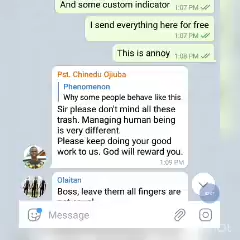 And some custom indicator 1:07 PM
I send everything here for free
1:07 PM
This is annoy 1:08 PM
Pst. Chinedu Ojiuba
Phenomenon
Why some people behave like this
Sir please don't mind all these
trash. Managing human being
is very different.
Please keep doing your good
work to us. God will reward you.
1:09 PM
Olaitan
Boss, leave them all fingers are
Message